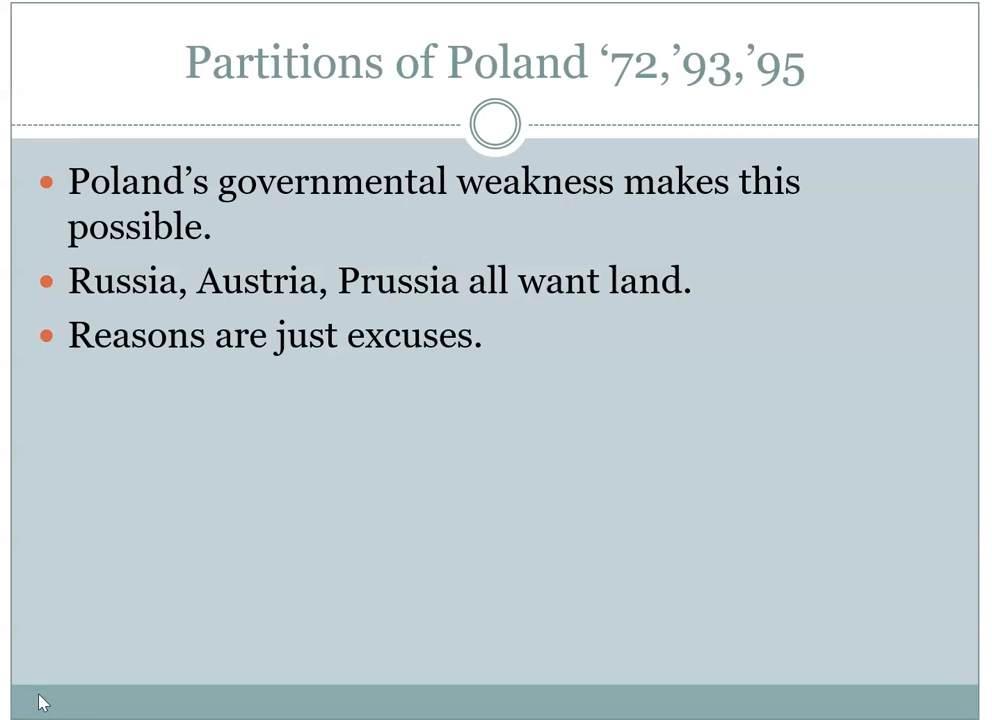 Partitions of Poland ‘72,’93,’95
• Poland’s governmental weakness makes this
possible.
• Russia, Austria, Prussia all want land.
• Reasons are just excuses.